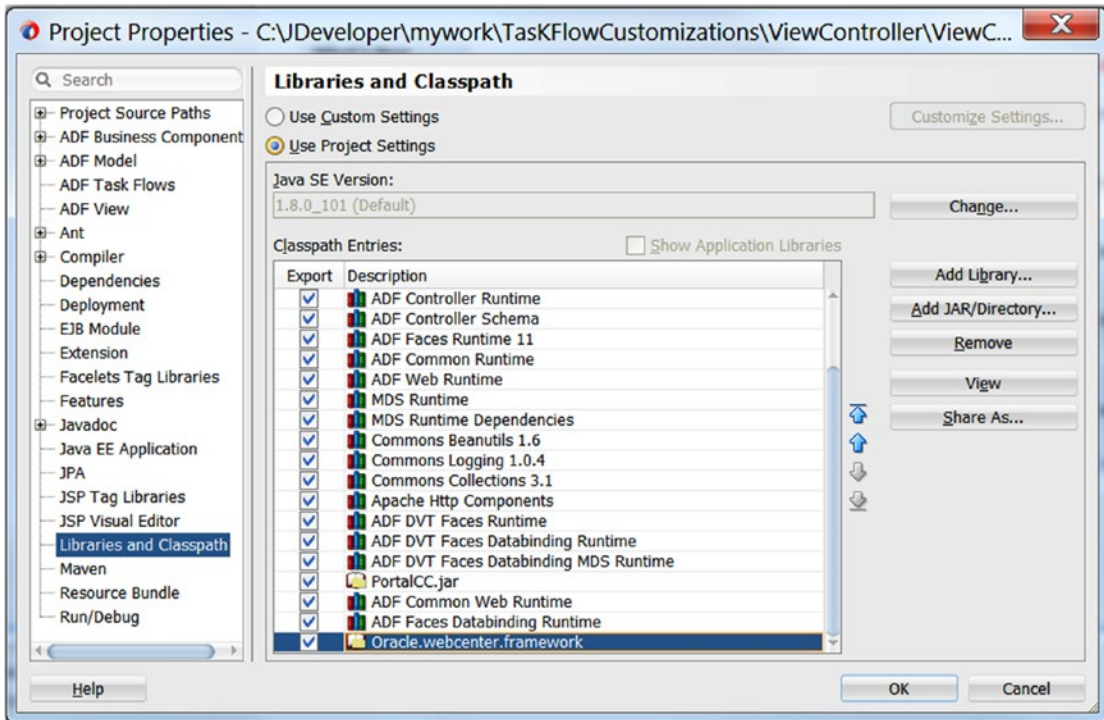 Project Properties - C:\JDeveloper\mywork\TasKFlowCustomizations\ViewController\ViewC...
Search
Project Source Paths
ADF Business Component
ADF Model
ADF Task Flows
ADF View
Ant
Compiler
Dependencies
Deployment
EJB Module
Extension
Facelets Tag Libraries
Features
Javadoc
Java EE Application
JPA
JSP Tag Libraries
JSP Visual Editor
Libraries and Classpath
Maven
Resource Bundle
Run/Debug
Libraries and Classpath
Use Custom Settings
Customize Settings...
Use Project Settings
Java SE Version:
1.8.0_101 (Default)
Change...
Classpath Entries:
Show Application Libraries
Export Description
ADF Controller Runtime
ADF Controller Schema
ADF Faces Runtime 11
ADF Common Runtime
ADF Web Runtime
MDS Runtime
MDS Runtime Dependencies
Commons Beanutils 1.6
Commons Logging 1.0.4
Commons Collections 3.1
Apache Http Components
ADF DVT Faces Runtime
ADF DVT Faces Databinding Runtime
ADF DVT Faces Databinding MDS Runtime
PortalCC.jar
ADF Common Web Runtime
ADF Faces Databinding Runtime
Oracle.webcenter.framework
Add Library...
Add JAR/Directory...
Remove
View
Share As...
Help
OK
Cancel